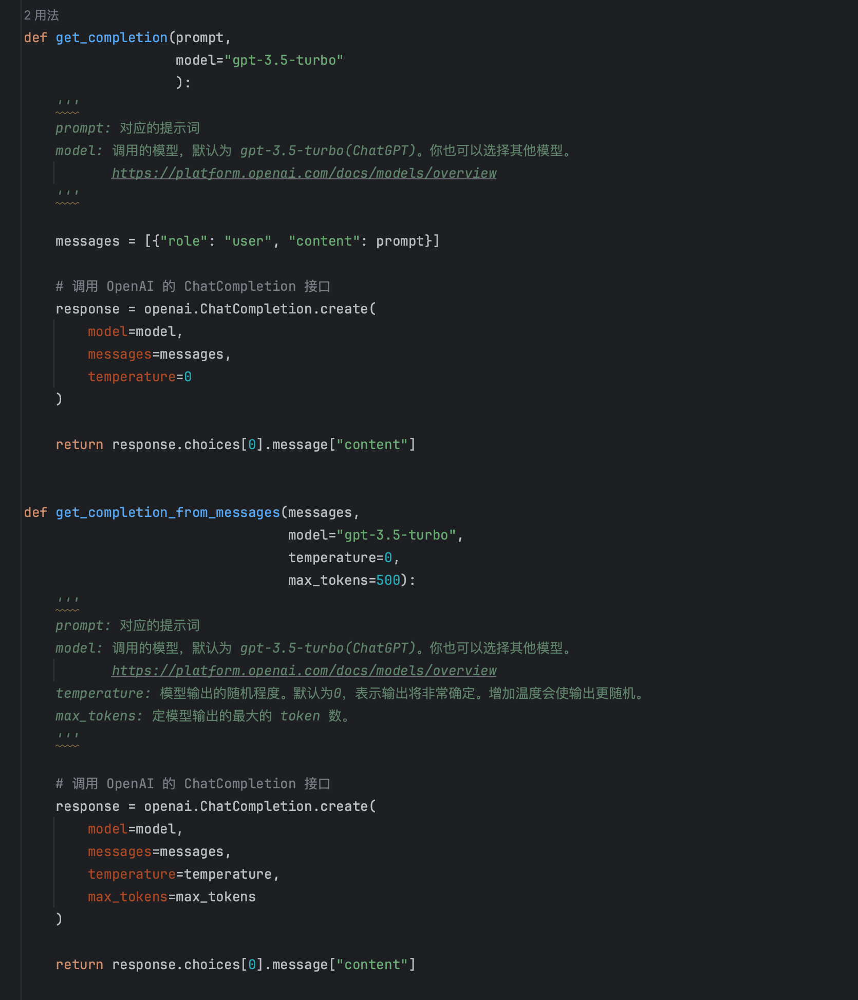 2 用法
def get_completion(prompt,
                   model="gpt-3.5-turbo"
                   ):
    '''
    prompt: 对应的提示词
    model: 调用的模型，默认为 gpt-3.5-turbo(ChatGPT)。你也可以选择其他模型。
           https://platform.openai.com/docs/models/overview
    '''

    messages = [{"role": "user", "content": prompt}]

    # 调用 OpenAI 的 ChatCompletion 接口
    response = openai.ChatCompletion.create(
        model=model,
        messages=messages,
        temperature=0
    )

    return response.choices[0].message["content"]


def get_completion_from_messages(messages,
                                 model="gpt-3.5-turbo",
                                 temperature=0,
                                 max_tokens=500):
    '''
    prompt: 对应的提示词
    model: 调用的模型，默认为 gpt-3.5-turbo(ChatGPT)。你也可以选择其他模型。
           https://platform.openai.com/docs/models/overview
    temperature: 模型输出的随机程度。默认为0，表示输出将非常确定。增加温度会使输出更随机。
    max_tokens: 定模型输出的最大的 token 数。
    '''

    # 调用 OpenAI 的 ChatCompletion 接口
    response = openai.ChatCompletion.create(
        model=model,
        messages=messages,
        temperature=temperature,
        max_tokens=max_tokens
    )

    return response.choices[0].message["content"]